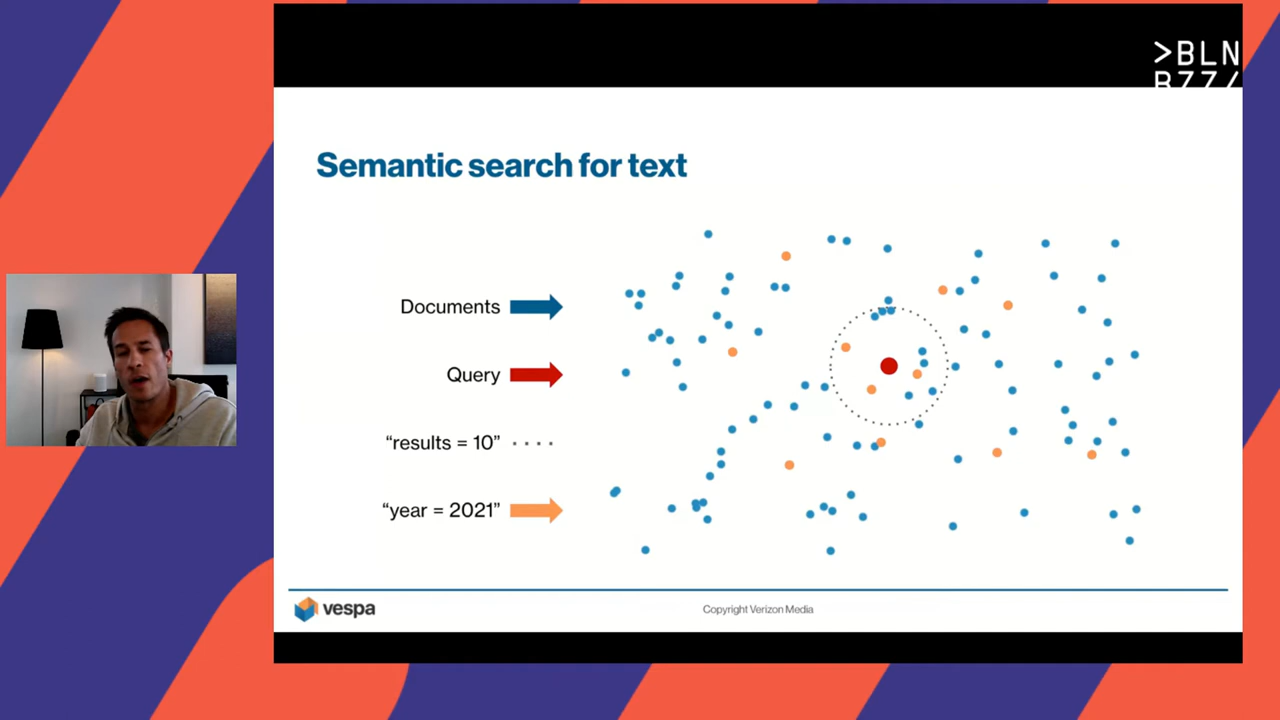 >BLN
BZZ/
Semantic search for text
Documents
Query
“results = 10”
“year = 2021”
vespa
Copyright Verizon Media